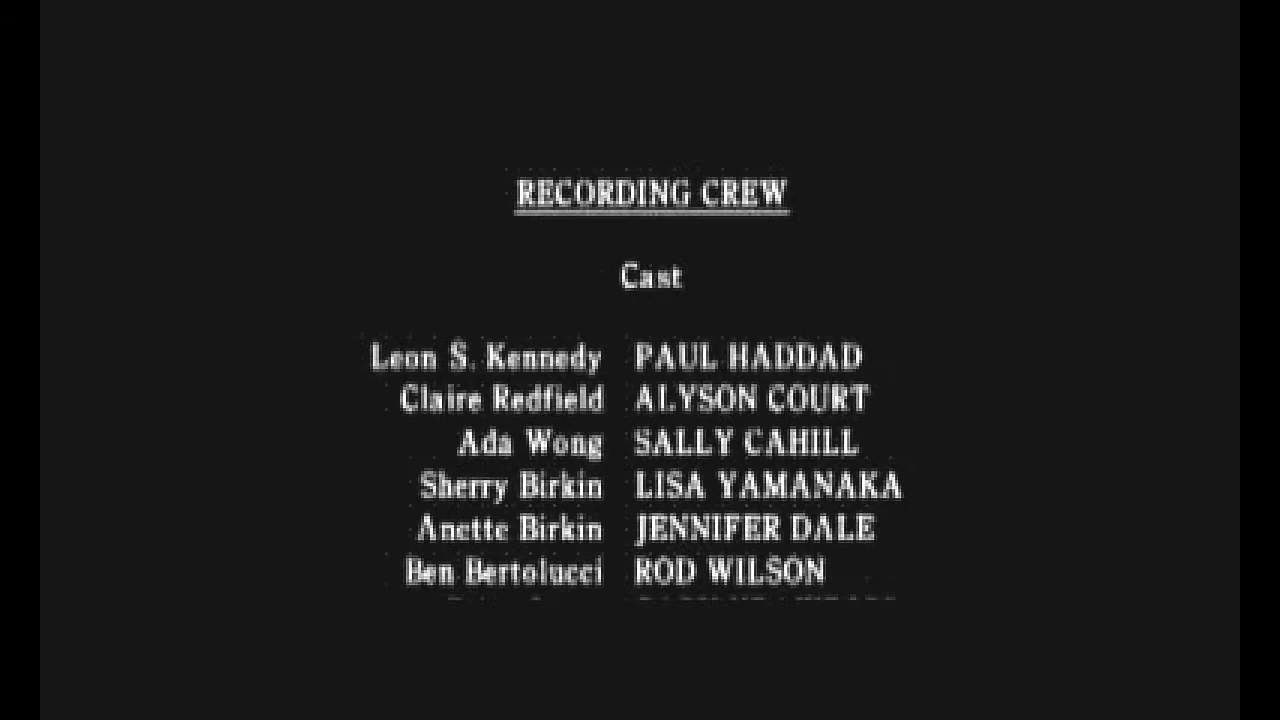 RECORDING CREW
Cast
Leon S. Kennedy PAUL HADDAD
Claire Redfield ALYSON COURT
Ada Wong SALLY CAHILL
Sherry Birkin LISA YAMANAKA
Anette Birkin JENNIFER DALE
Ben Bertolucci ROD WILSON